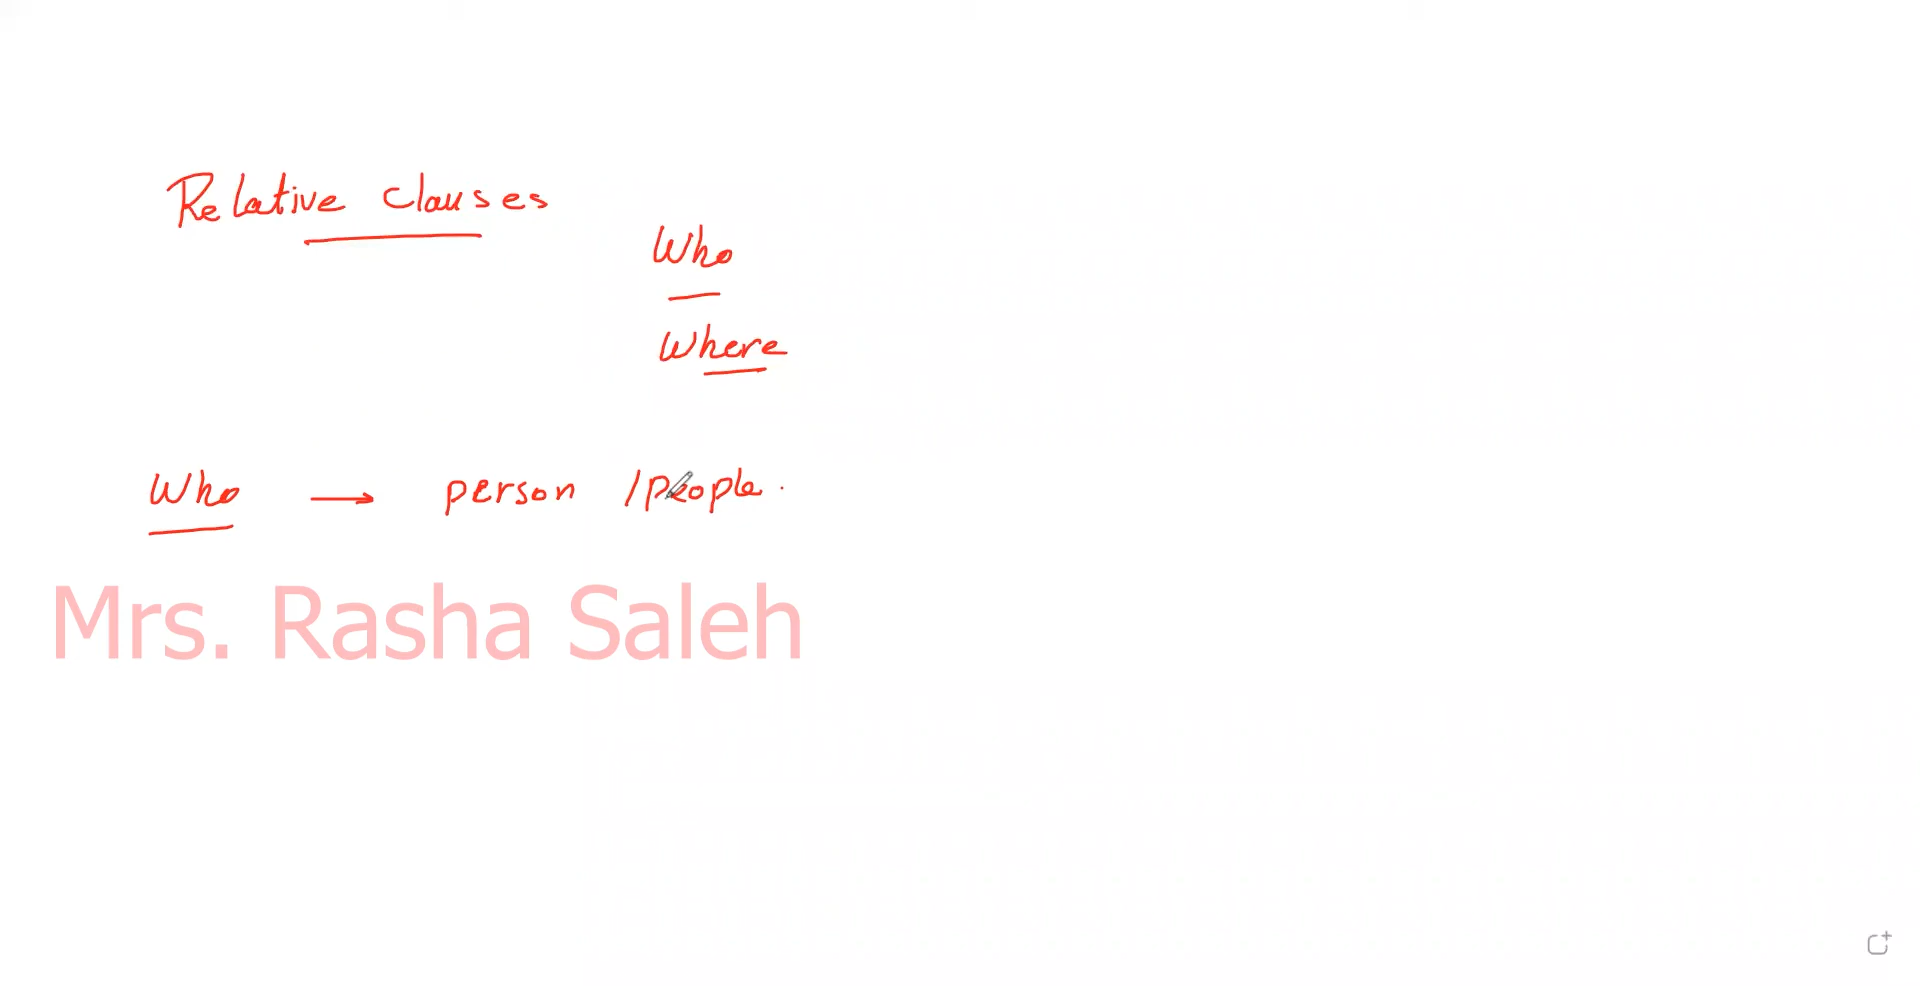 Relative clauses
Who
Where
Who → person /people.
Mrs. Rasha Saleh